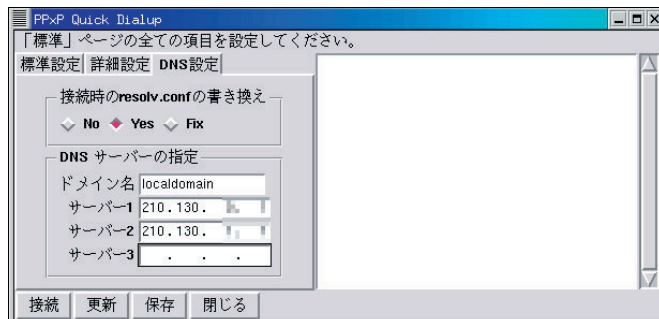 PPxP Quick Dialup
「標準」ページの全ての項目を設定してください。
標準設定 詳細設定 DNS設定
接続時のresolv.confの書き換え
No Yes Fix
DNS サーバーの指定
ドメイン名 localdomain
サーバー1 210.130.
サーバー2 210.130.
サーバー3 . . .
接続 更新 保存 閉じる